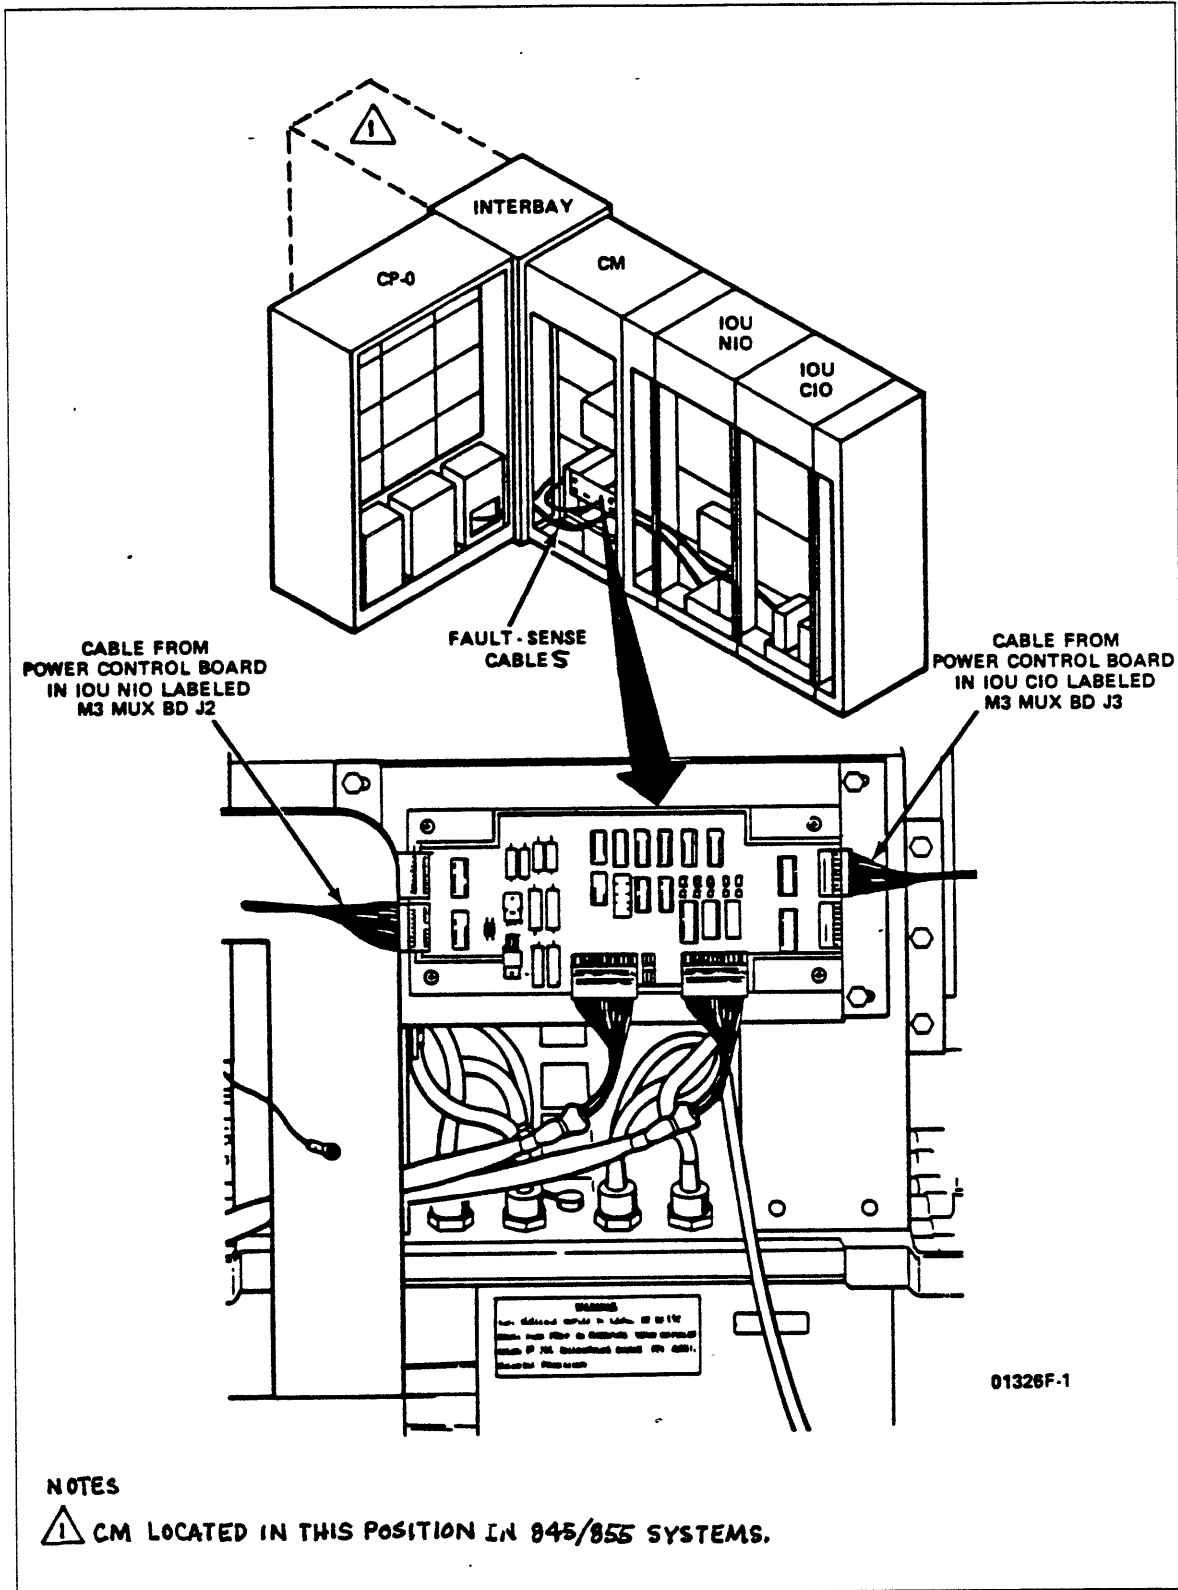 1
INTERBAY
CP-0
CM
IOU
NIO
IOU
CIO
FAULT-SENSE
CABLES
CABLE FROM
POWER CONTROL BOARD
IN IOU NIO LABELED
M3 MUX BD J2
CABLE FROM
POWER CONTROL BOARD
IN IOU CIO LABELED
M3 MUX BD J3
WARNING
01326F-1
NOTES
1 CM LOCATED IN THIS POSITION IN 845/855 SYSTEMS.